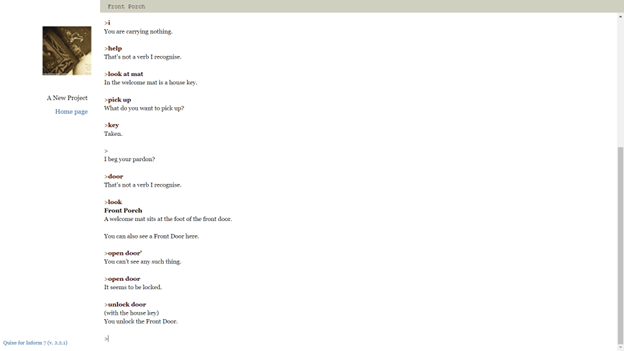 Front Porch
>i
You are carrying nothing.
>help
That's not a verb I recognise.
>look at mat
In the welcome mat is a house key.
>pick up
What do you want to pick up?
>key
Taken.
>
I beg your pardon?
>door
That's not a verb I recognise.
>look
Front Porch
A welcome mat sits at the foot of the front door.
You can also see a Front Door here.
>open door'
You can't see any such thing.
>open door
It seems to be locked.
>unlock door
(with the house key)
You unlock the Front Door.
>
A New Project
Home page
Quixe for Inform 7 (v. 2.2.1)